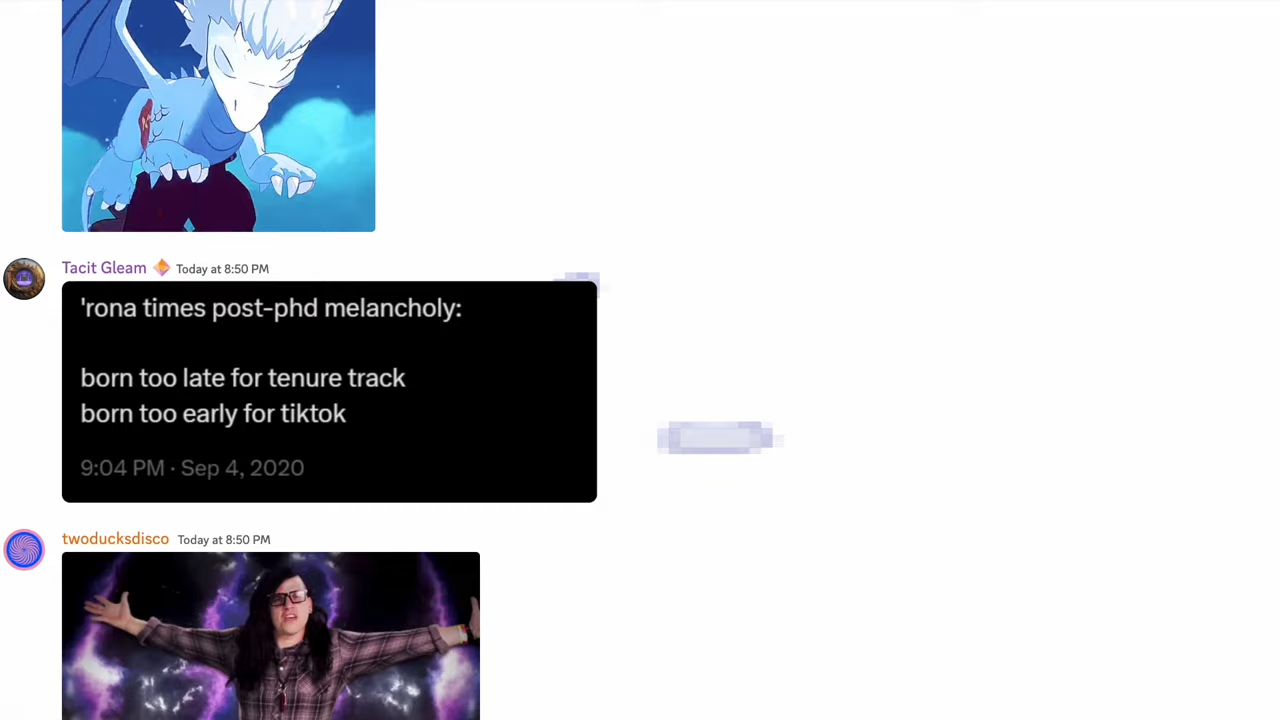 Tacit Gleam Today at 8:50 PM
'rona times post-phd melancholy:
born too late for tenure track
born too early for tiktok
9:04 PM · Sep 4, 2020
twoducksdisco Today at 8:50 PM